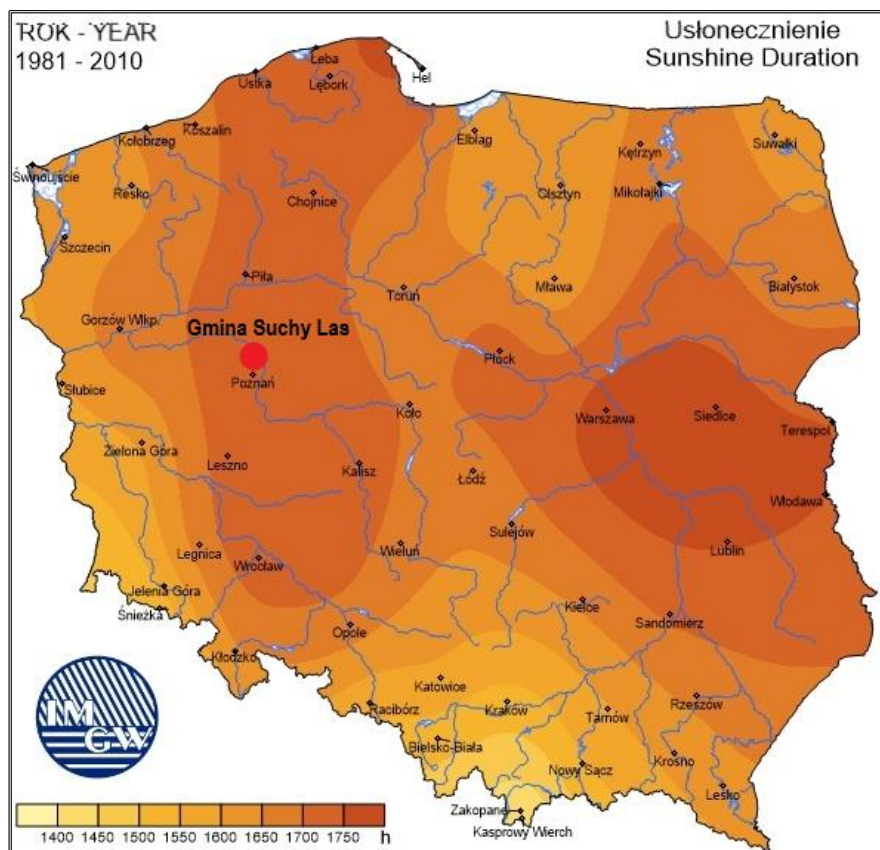 ROK - YEAR
1981 - 2010
Usłonecznienie
Sunshine Duration
Łeba
Hel
Ustka
Lębork
Koszalin
Kołobrzeg
Elbląg
Kętrzyn
Suwałki
Świnoujście
Resko
Chojnice
Olsztyn
Mikołajki
Szczecin
Piła
Toruń
Mława
Białystok
Gorzów Wlkp.
Gmina Suchy Las
Płock
Słubice
Poznań
Koło
Warszawa
Siedlce
Terespol
Zielona Góra
Leszno
Kalisz
Łódź
Włodawa
Sulejów
Legnica
Wrocław
Wieluń
Lublin
Jelenia Góra
Śnieżka
Kielce
Sandomierz
Opole
Kłodzko
Katowice
Racibórz
Kraków
Tarnów
Rzeszów
Bielsko-Biała
Nowy Sącz
Krosno
Lesko
Zakopane
Kasprowy Wierch
IM
GW
1400 1450 1500 1550 1600 1650 1700 1750 h